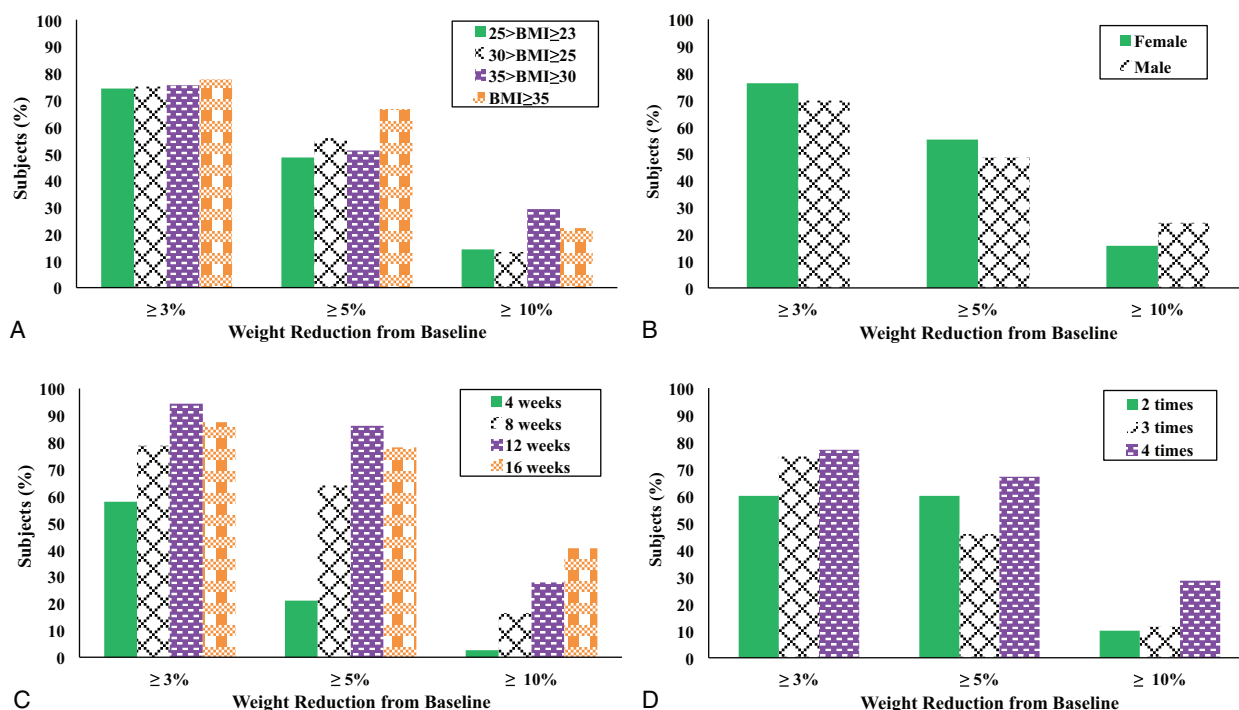 100
90
80
70
60
50
40
30
20
10
0
Subjects (%)
25>BMI≥23
30>BMI≥25
35>BMI≥30
BMI≥35
≥ 3%
≥5%
≥ 10%
Weight Reduction from Baseline
A
100
90
80
70
60
50
40
30
20
10
0
Subjects (%)
Female
Male
≥ 3%
≥5%
≥ 10%
Weight Reduction from Baseline
B
100
90
80
70
60
50
40
30
20
10
0
Subjects (%)
4 weeks
8 weeks
12 weeks
16 weeks
≥ 3%
≥5%
≥ 10%
Weight Reduction from Baseline
C
100
90
80
70
60
50
40
30
20
10
0
Subjects (%)
2 times
3 times
4 times
≥ 3%
≥5%
≥ 10%
Weight Reduction from Baseline
D